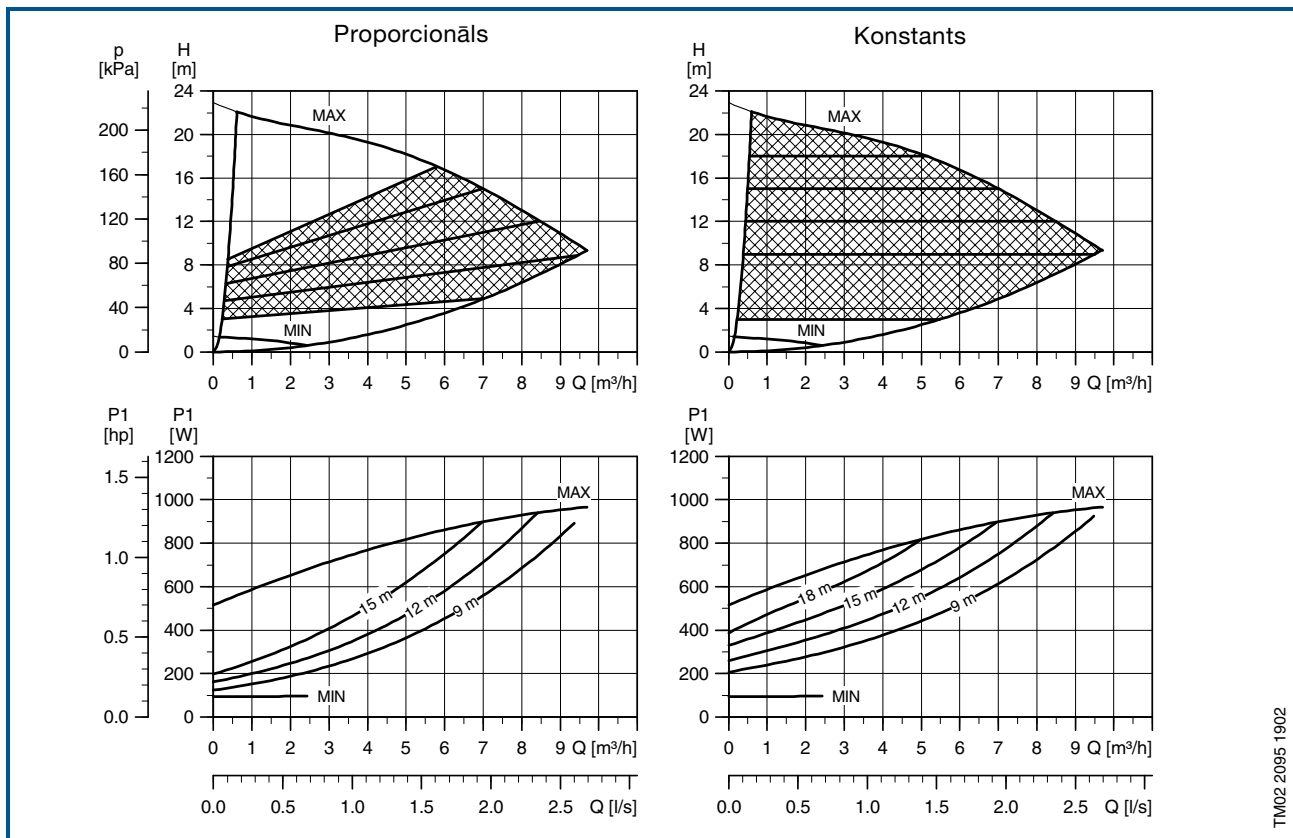 Proporcionāls
Konstants
p
[kPa]
H
[m]
H
[m]
24
20
16
12
8
4
0
200
160
120
80
40
0
MAX
MIN
0 1 2 3 4 5 6 7 8 9 Q [m³/h]
24
20
16
12
8
4
0
MAX
MIN
0 1 2 3 4 5 6 7 8 9 Q [m³/h]
P1
[hp]
P1
[W]
P1
[W]
1.5
1.0
0.5
0.0
1200
1000
800
600
400
200
0
MAX
15 m
12 m
9 m
MIN
0 1 2 3 4 5 6 7 8 9 Q [m³/h]
0.0 0.5 1.0 1.5 2.0 2.5 Q [l/s]
1200
1000
800
600
400
200
0
MAX
18 m
15 m
12 m
9 m
MIN
0 1 2 3 4 5 6 7 8 9 Q [m³/h]
0.0 0.5 1.0 1.5 2.0 2.5 Q [l/s]
TM02 2095 1902